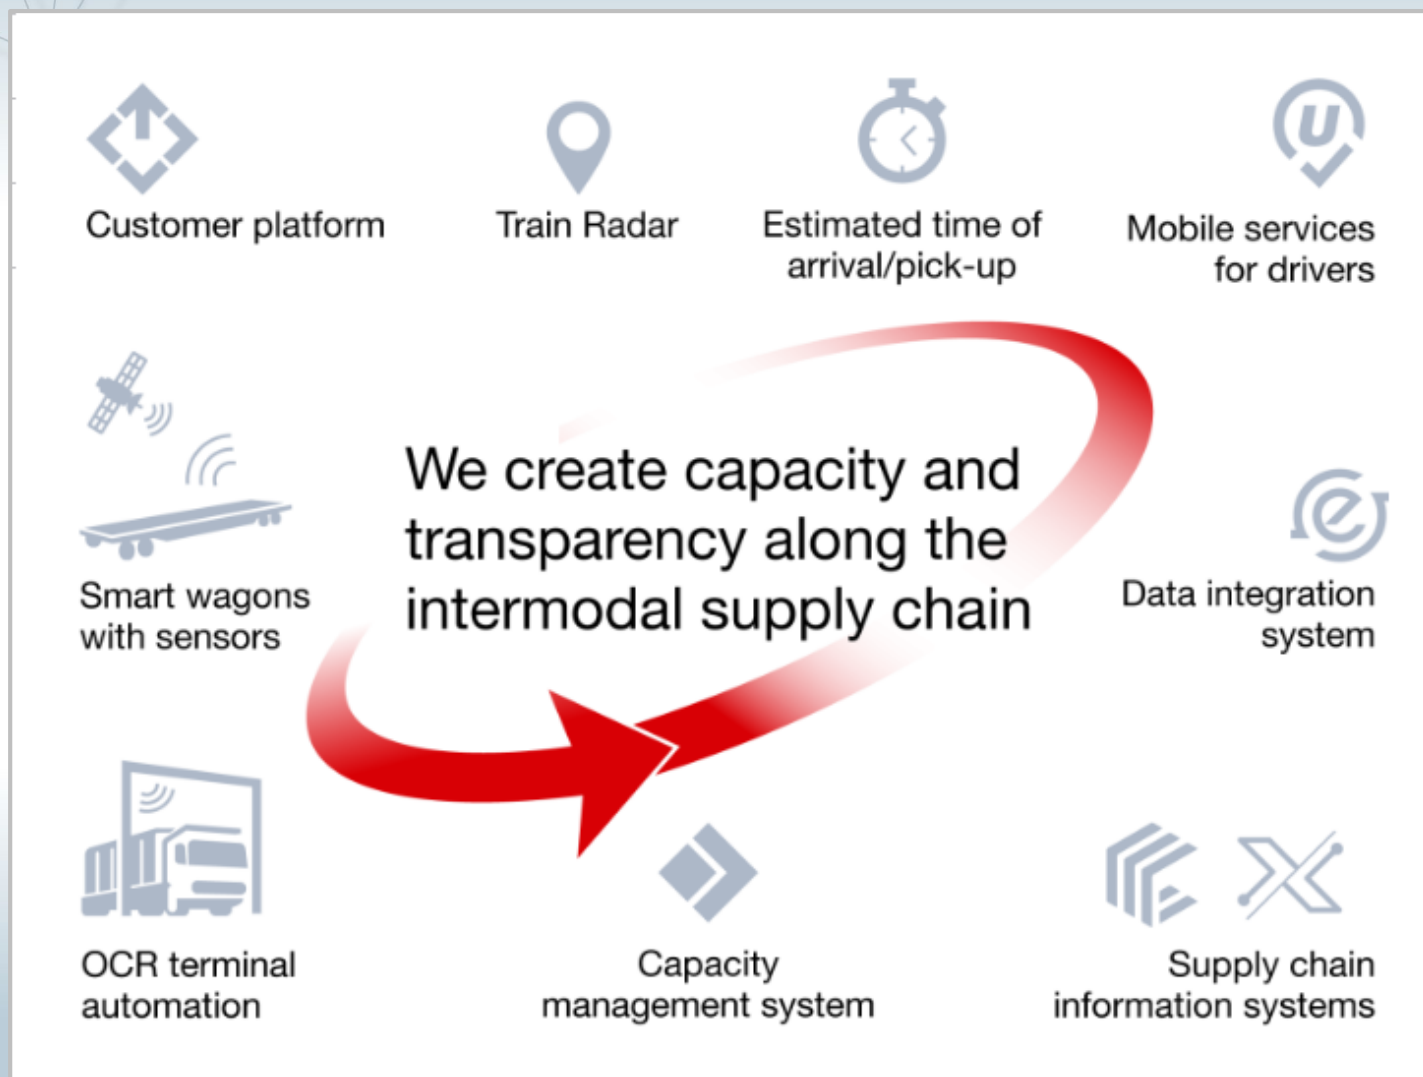 U
Customer platform
Train Radar
Estimated time of
arrival/pick-up
Mobile services
for drivers
We create capacity and
transparency along the
intermodal supply chain
Smart wagons
with sensors
e
Data integration
system
OCR terminal
automation
Capacity
management system
Supply chain
information systems